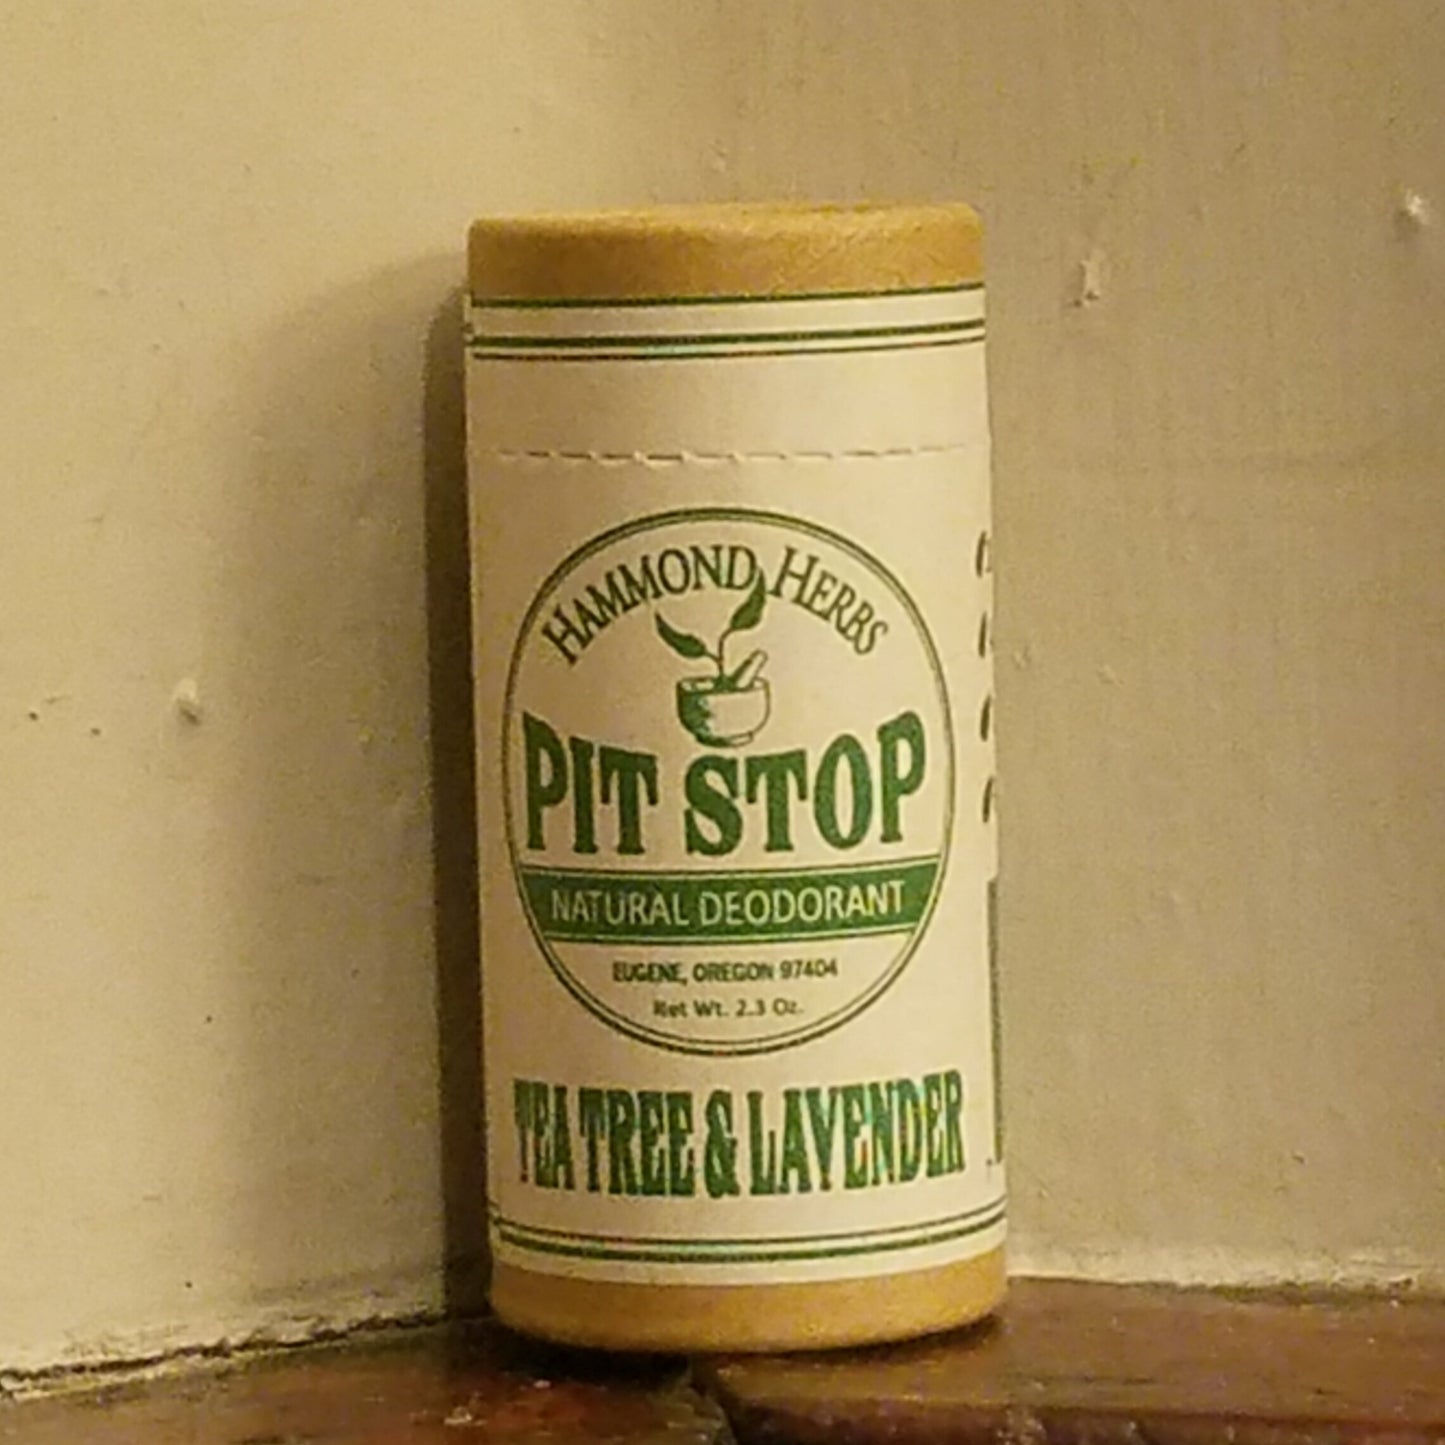 HAMMOND HERBS
PIT STOP
NATURAL DEODORANT
EUGENE, OREGON 97404
Net Wt. 2.3 Oz.
TEA TREE & LAVENDER